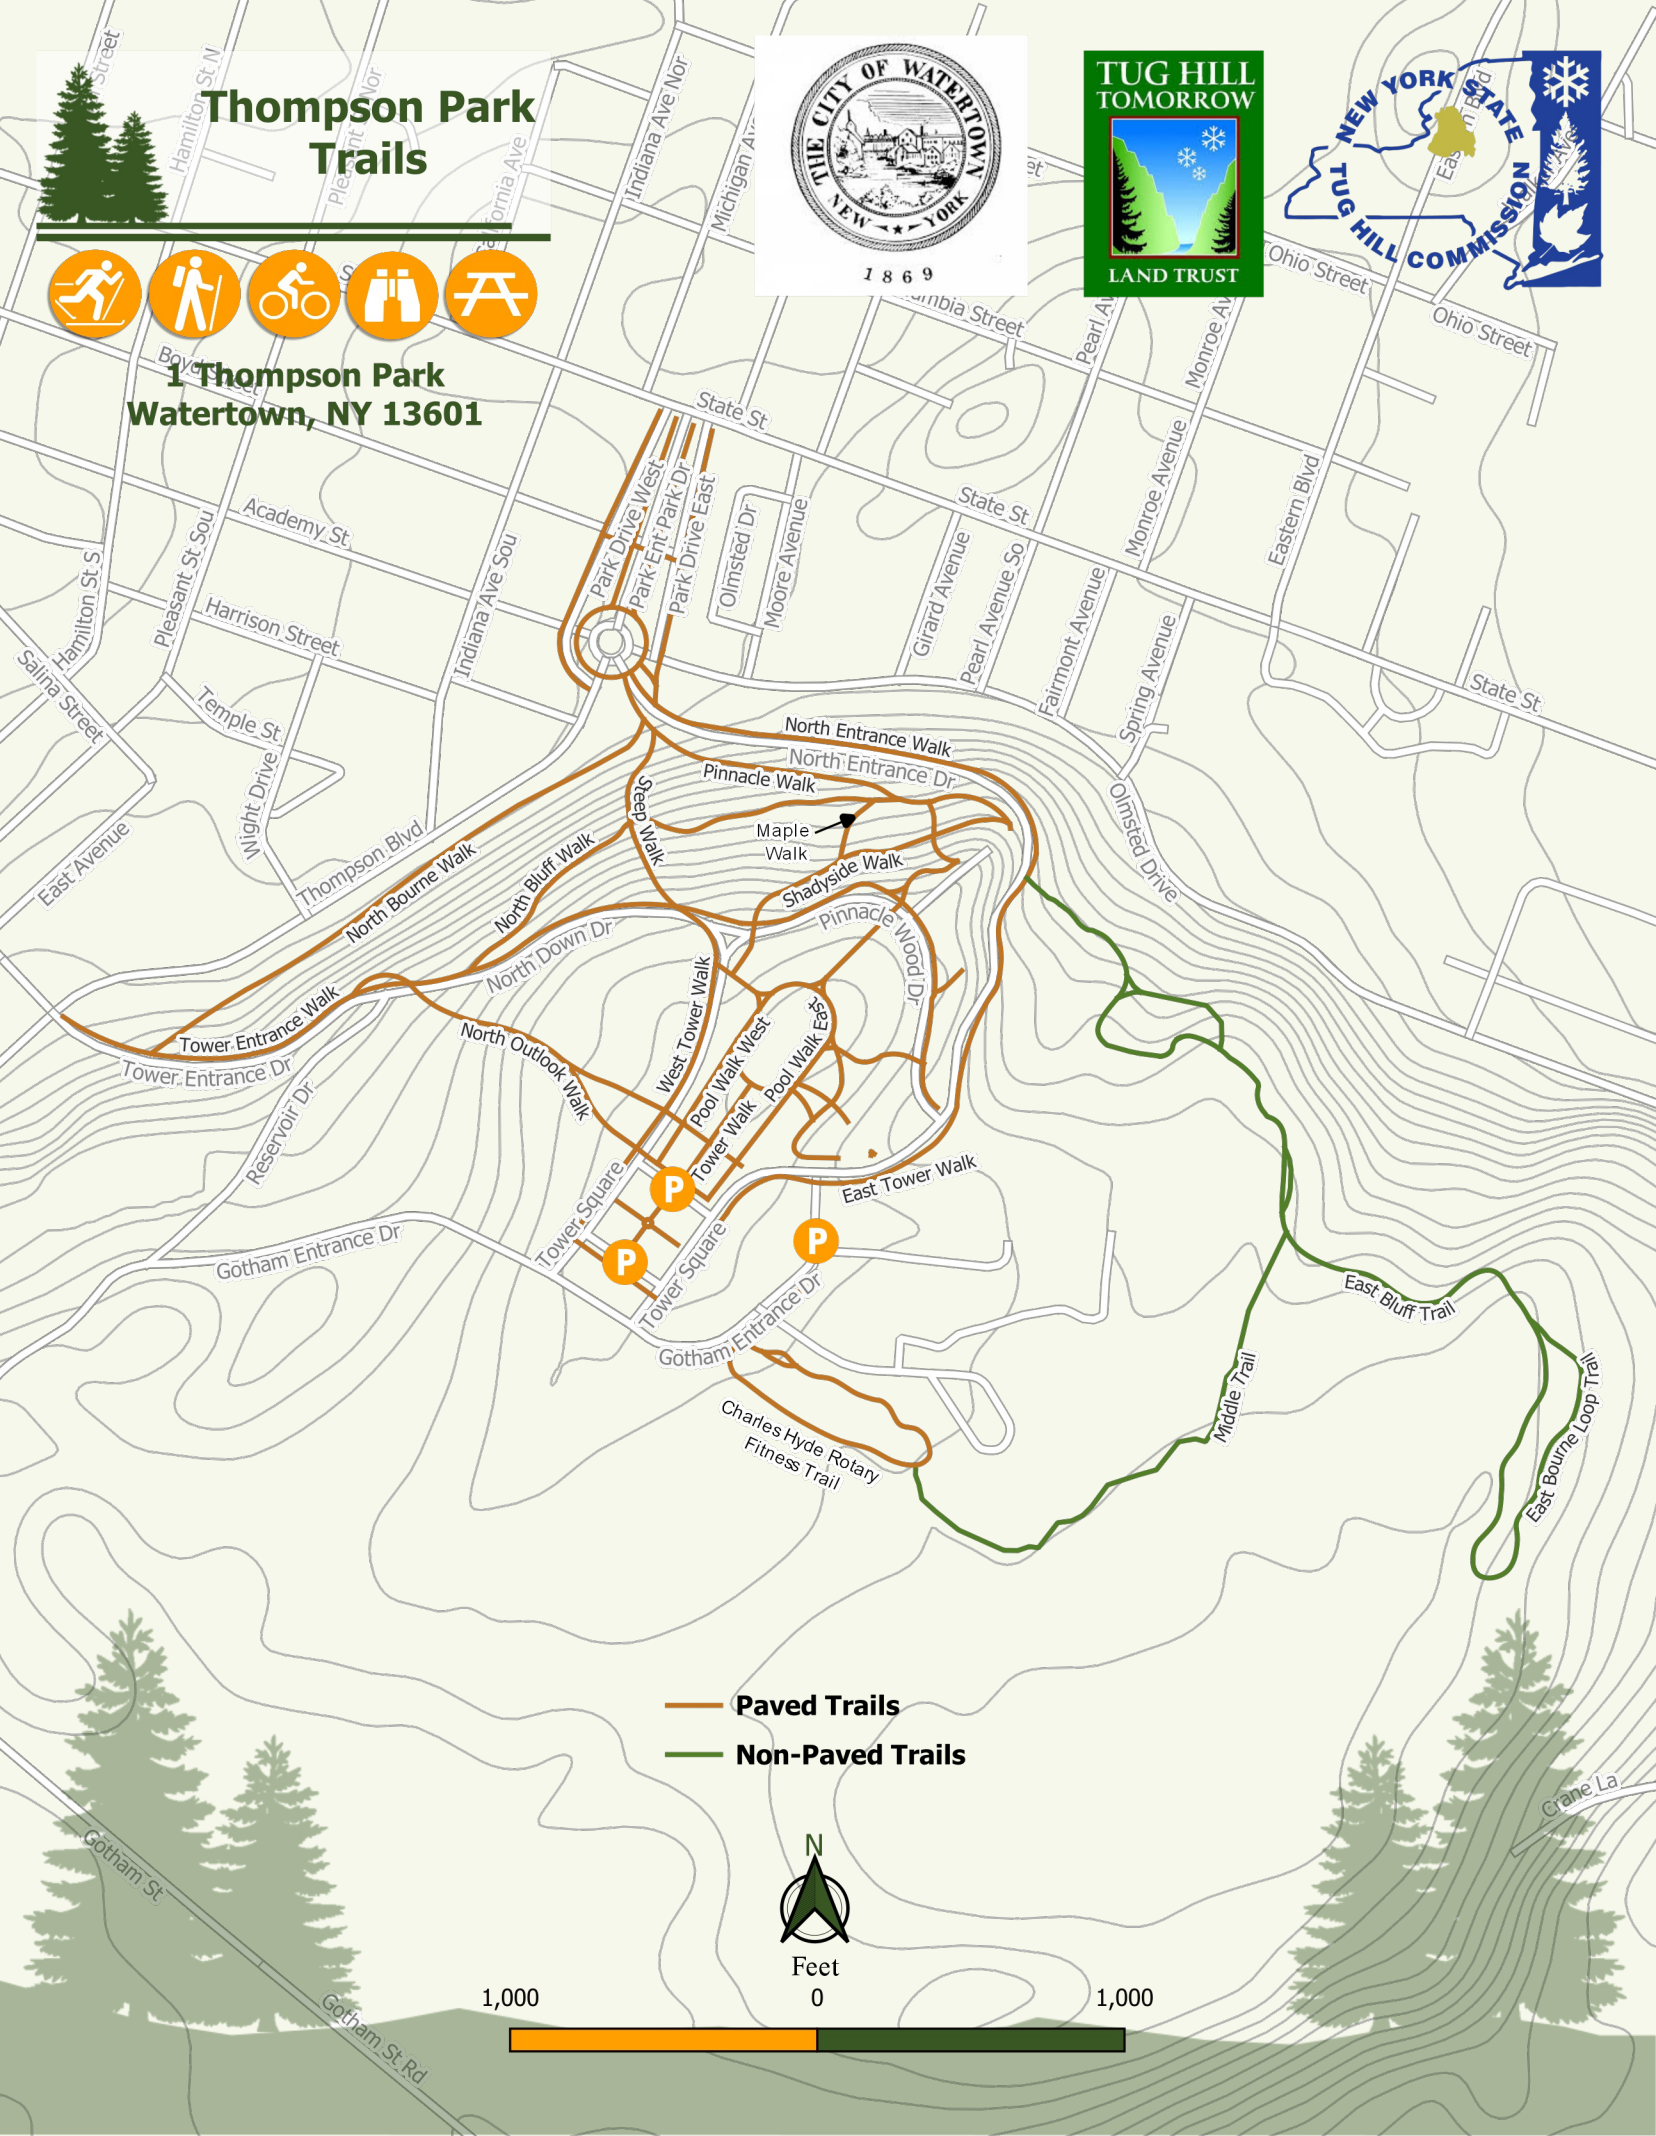 Thompson Park
Trails
1 Thompson Park
Watertown, NY 13601
THE CITY OF WATERTOWN
NEW YORK
1869
TUG HILL
TOMORROW
LAND TRUST
NEW YORK STATE
TUG HILL COMMISSION
Street
Hamilton St N
Indiana Ave Nor
Ohio Street
Ohio Street
Boyd Street
State St
State St
State St
Academy St
Harrison Street
Hamilton St S
Pleasant St Sou
Indiana Ave Sou
Salina Street
Temple St
Night Drive
East Avenue
Thompson Blvd
Park Drive West
Park Ent Park Dr
Park Drive East
Olmsted Dr
Moore Avenue
Girard Avenue
Pearl Avenue So
Fairmont Avenue
Monroe Avenue
Spring Avenue
Eastern Blvd
Olmsted Drive
North Entrance Walk
North Entrance Dr
Pinnacle Walk
Steep Walk
Maple
Walk
Shadyside Walk
Pinnacle Wood Dr
North Bluff Walk
North Bourne Walk
North Down Dr
Tower Entrance Walk
Tower Entrance Dr
North Outlook Walk
West Tower Walk
Pool Walk West
Pool Walk East
Tower Walk
East Tower Walk
Reservoir Dr
Gotham Entrance Dr
Tower Square
Tower Square
P
P
P
Gotham Entrance Dr
Charles Hyde Rotary
Fitness Trail
Middle Trail
East Bluff Trail
East Bourne Loop Trail
Paved Trails
Non-Paved Trails
Crane La
Gotham St
Gotham St Rd
N
Feet
1,000 0 1,000